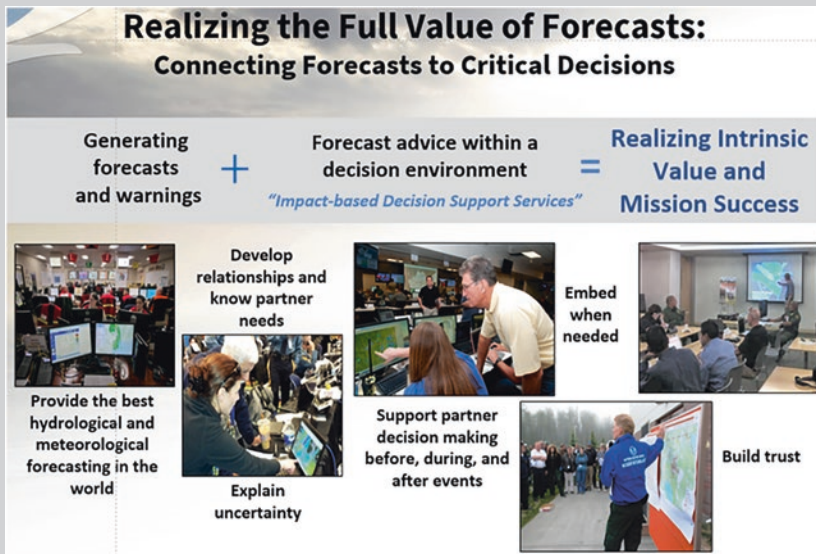 Realizing the Full Value of Forecasts:
Connecting Forecasts to Critical Decisions
Generating
forecasts
and warnings
+
Forecast advice within a
decision environment
“Impact-based Decision Support Services”
=
Realizing Intrinsic
Value and
Mission Success
Provide the best
hydrological and
meteorological
forecasting in the
world
Develop
relationships and
know partner
needs
Explain
uncertainty
Support partner
decision making
before, during, and
after events
Embed
when
needed
Build trust